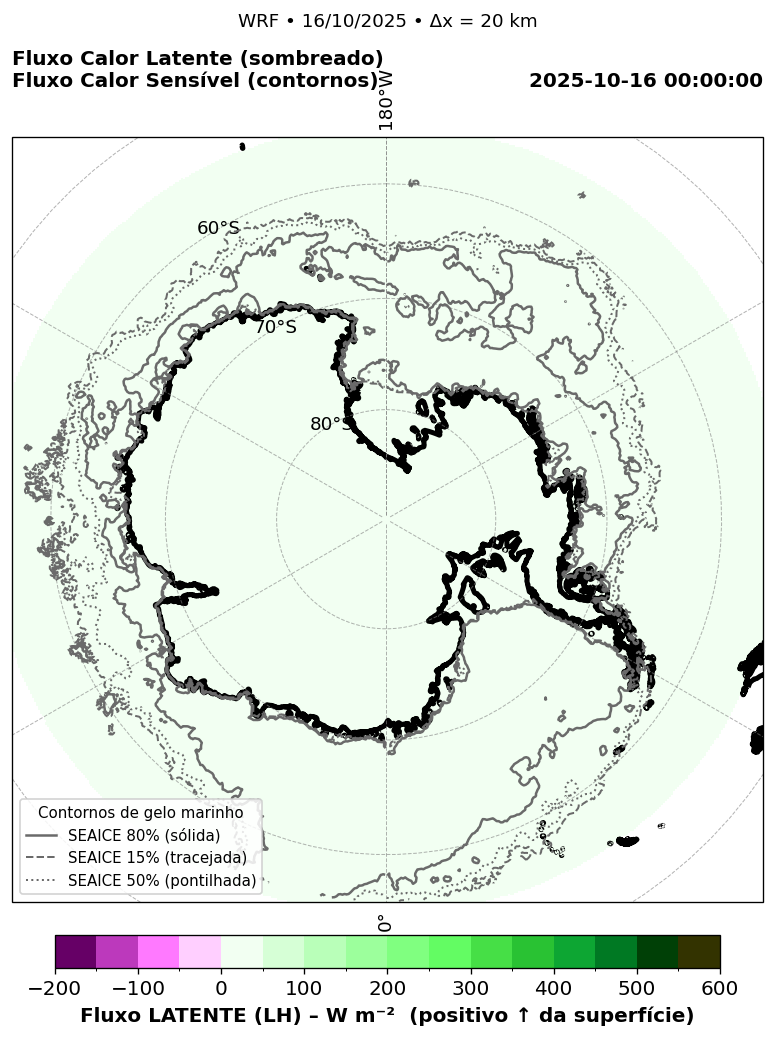 WRF • 16/10/2025 • Δx = 20 km
Fluxo Calor Latente (sombreado)
Fluxo Calor Sensível (contornos)
2025-10-16 00:00:00
180°W
60°S
70°S
80°S
Contornos de gelo marinho
SEAICE 80% (sólida)
SEAICE 15% (tracejada)
SEAICE 50% (pontilhada)
0°
−200 −100 0 100 200 300 400 500 600
Fluxo LATENTE (LH) – W m⁻² (positivo ↑ da superfície)